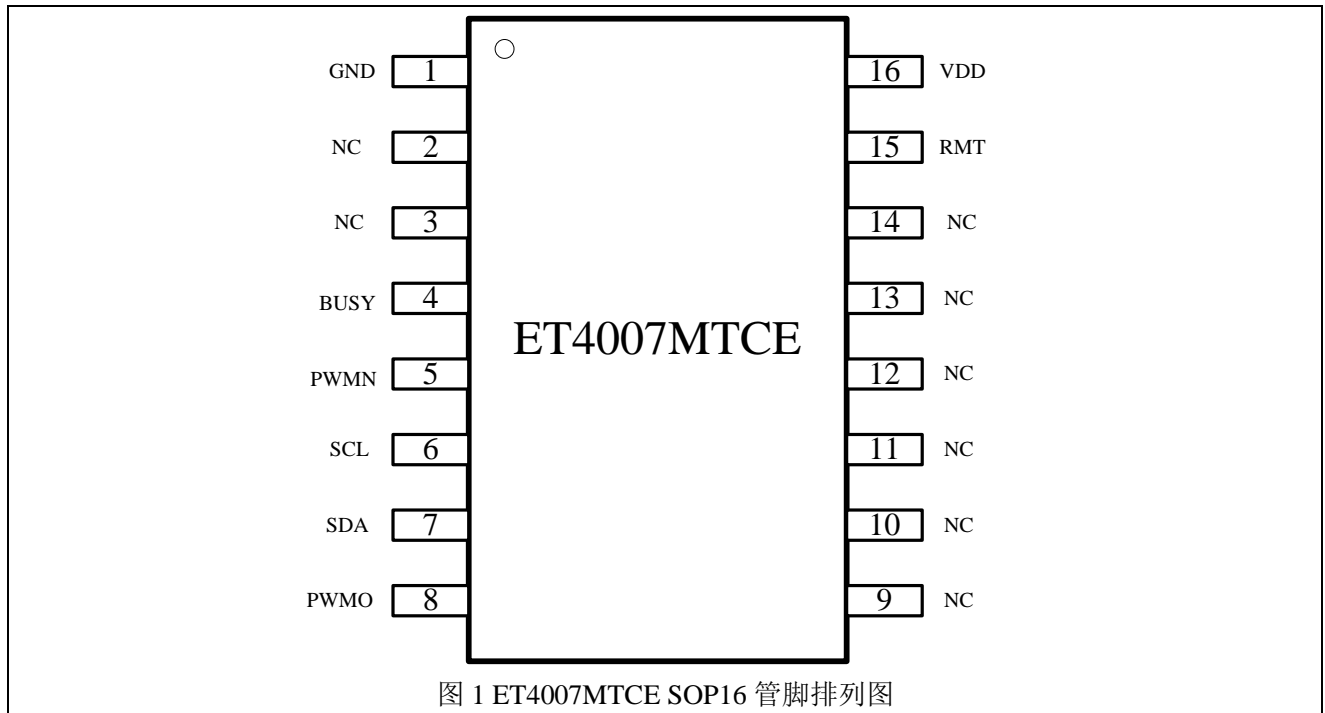 GND 1 16 VDD
NC 2 15 RMT
NC 3 14 NC
BUSY 4 13 NC
ET4007MTCE
PWMN 5 12 NC
SCL 6 11 NC
SDA 7 10 NC
PWMO 8 9 NC
图 1 ET4007MTCE SOP16 管脚排列图